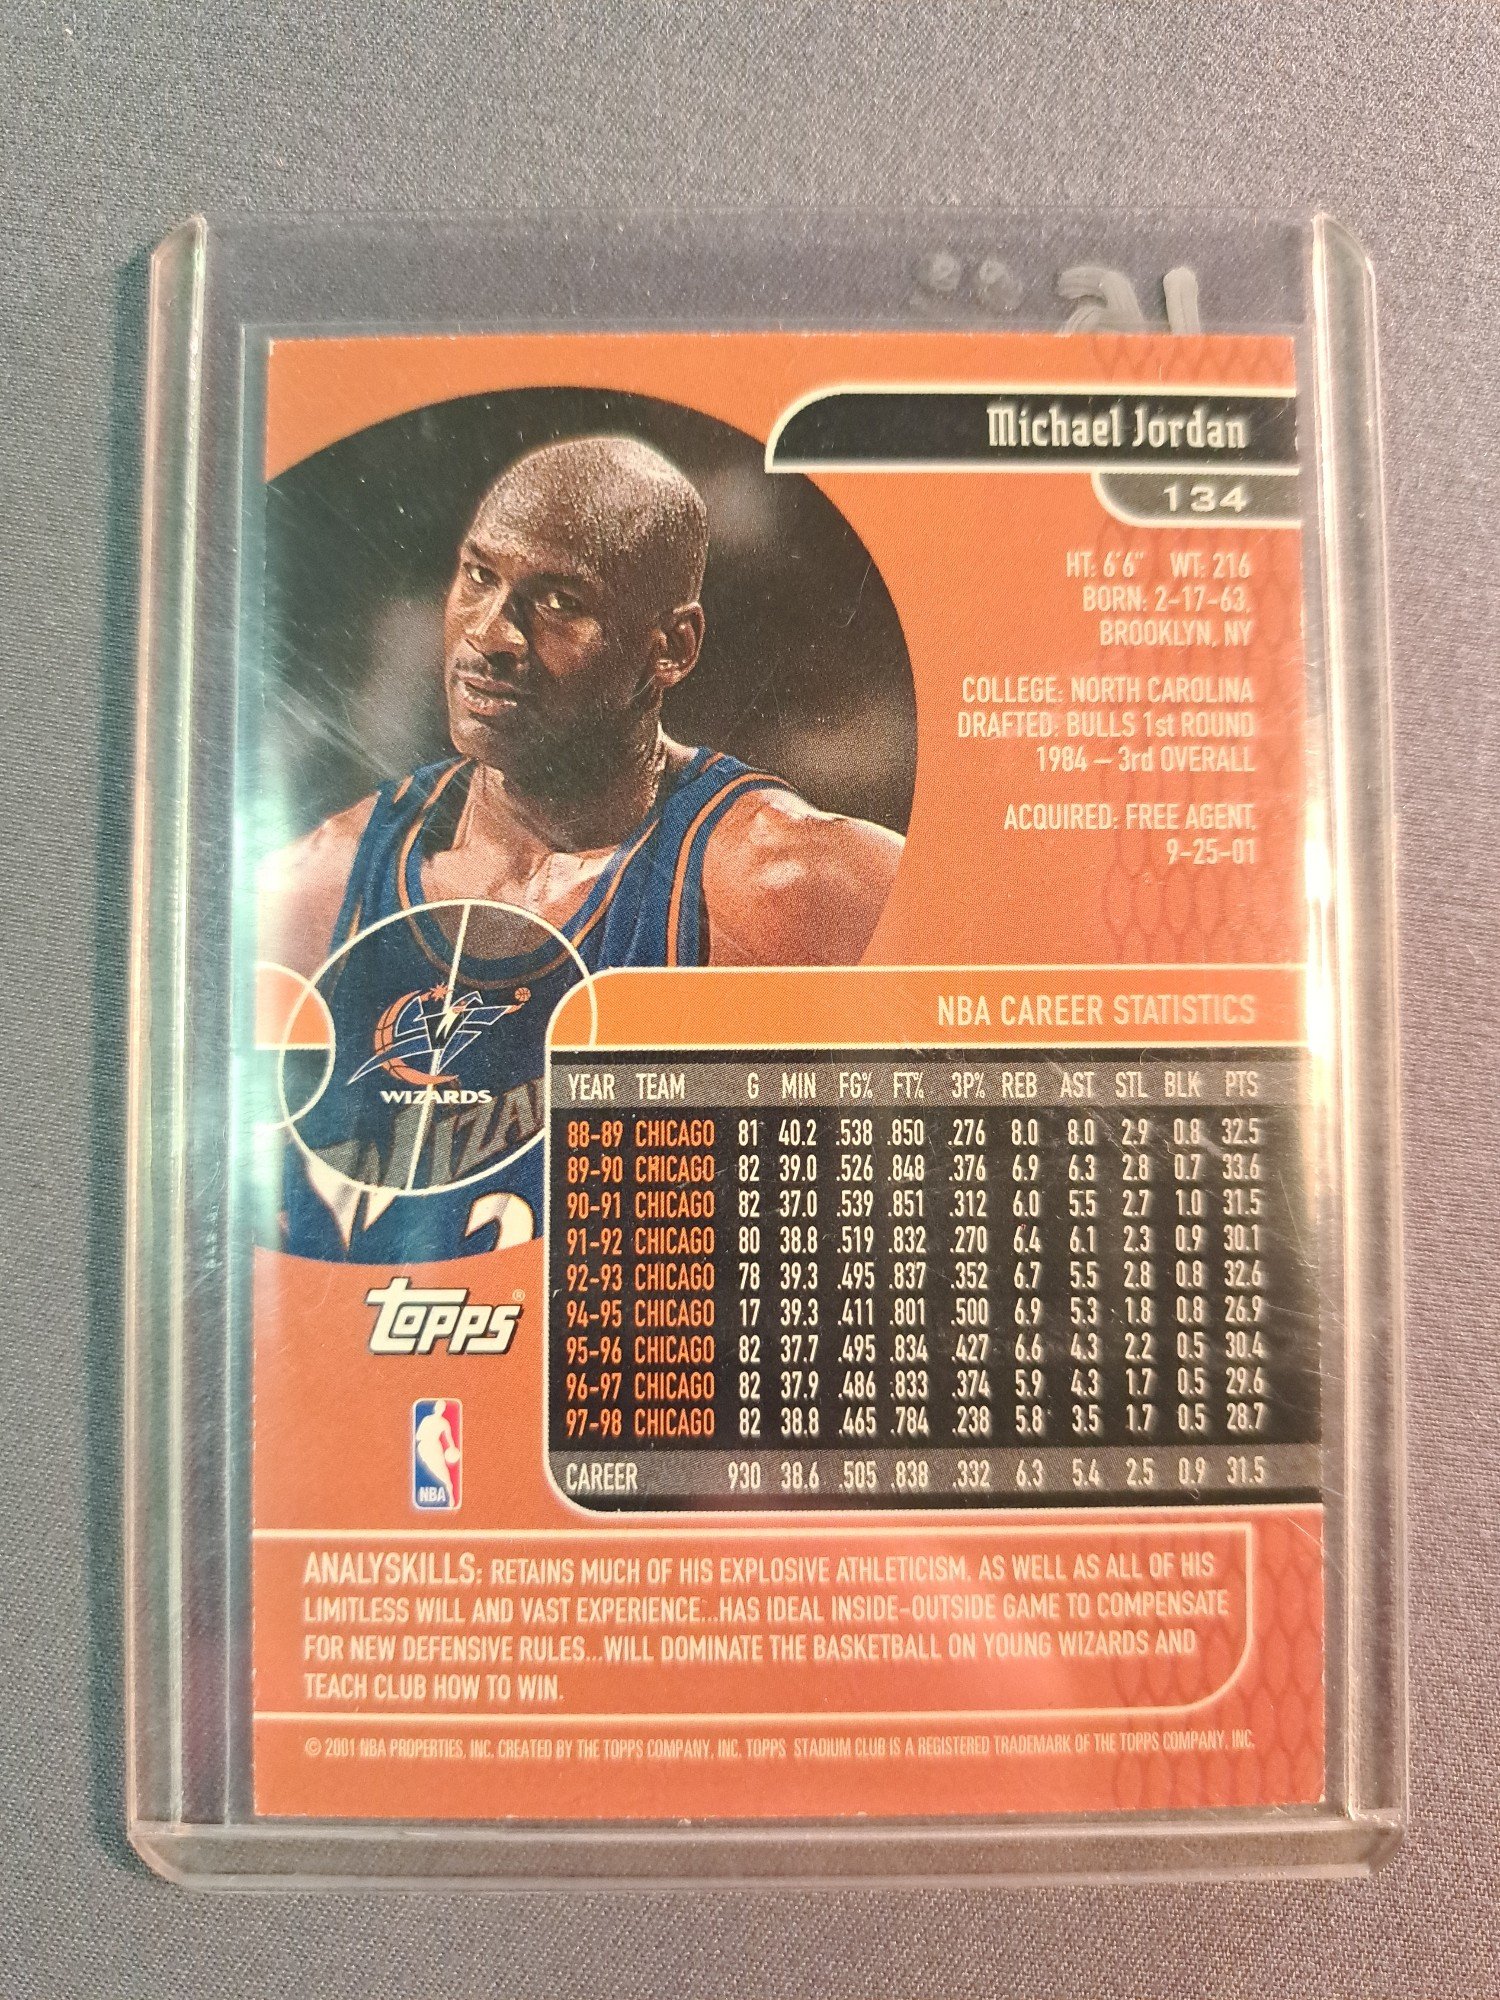 Michael Jordan
134
HT: 6'6" WT: 216
BORN: 2-17-63,
BROOKLYN, NY
COLLEGE: NORTH CAROLINA
DRAFTED: BULLS 1st ROUND
1984 – 3rd OVERALL
ACQUIRED: FREE AGENT,
9-25-01
WIZARDS
NBA CAREER STATISTICS
YEAR TEAM G MIN FG% FT% 3P% REB AST STL BLK PTS
88-89 CHICAGO 81 40.2 .538 .850 .276 8.0 8.0 2.9 0.8 32.5
89-90 CHICAGO 82 39.0 .526 .848 .376 6.9 6.3 2.8 0.7 33.6
90-91 CHICAGO 82 37.0 .539 .851 .312 6.0 5.5 2.7 1.0 31.5
91-92 CHICAGO 80 38.8 .519 .832 .270 6.4 6.1 2.3 0.9 30.1
92-93 CHICAGO 78 39.3 .495 .837 .352 6.7 5.5 2.8 0.8 32.6
94-95 CHICAGO 17 39.3 .411 .801 .500 6.9 5.3 1.8 0.8 26.9
95-96 CHICAGO 82 37.7 .495 .834 .427 6.6 4.3 2.2 0.5 30.4
96-97 CHICAGO 82 37.9 .486 .833 .374 5.9 4.3 1.7 0.5 29.6
97-98 CHICAGO 82 38.8 .465 .784 .238 5.8 3.5 1.7 0.5 28.7
CAREER 930 38.6 .505 .838 .332 6.3 5.4 2.5 0.9 31.5
TOPPS®
NBA
ANALYSKILLS: RETAINS MUCH OF HIS EXPLOSIVE ATHLETICISM, AS WELL AS ALL OF HIS
LIMITLESS WILL AND VAST EXPERIENCE...HAS IDEAL INSIDE-OUTSIDE GAME TO COMPENSATE
FOR NEW DEFENSIVE RULES...WILL DOMINATE THE BASKETBALL ON YOUNG WIZARDS AND
TEACH CLUB HOW TO WIN.
© 2001 NBA PROPERTIES, INC. CREATED BY THE TOPPS COMPANY, INC. TOPPS STADIUM CLUB IS A REGISTERED TRADEMARK OF THE TOPPS COMPANY, INC.